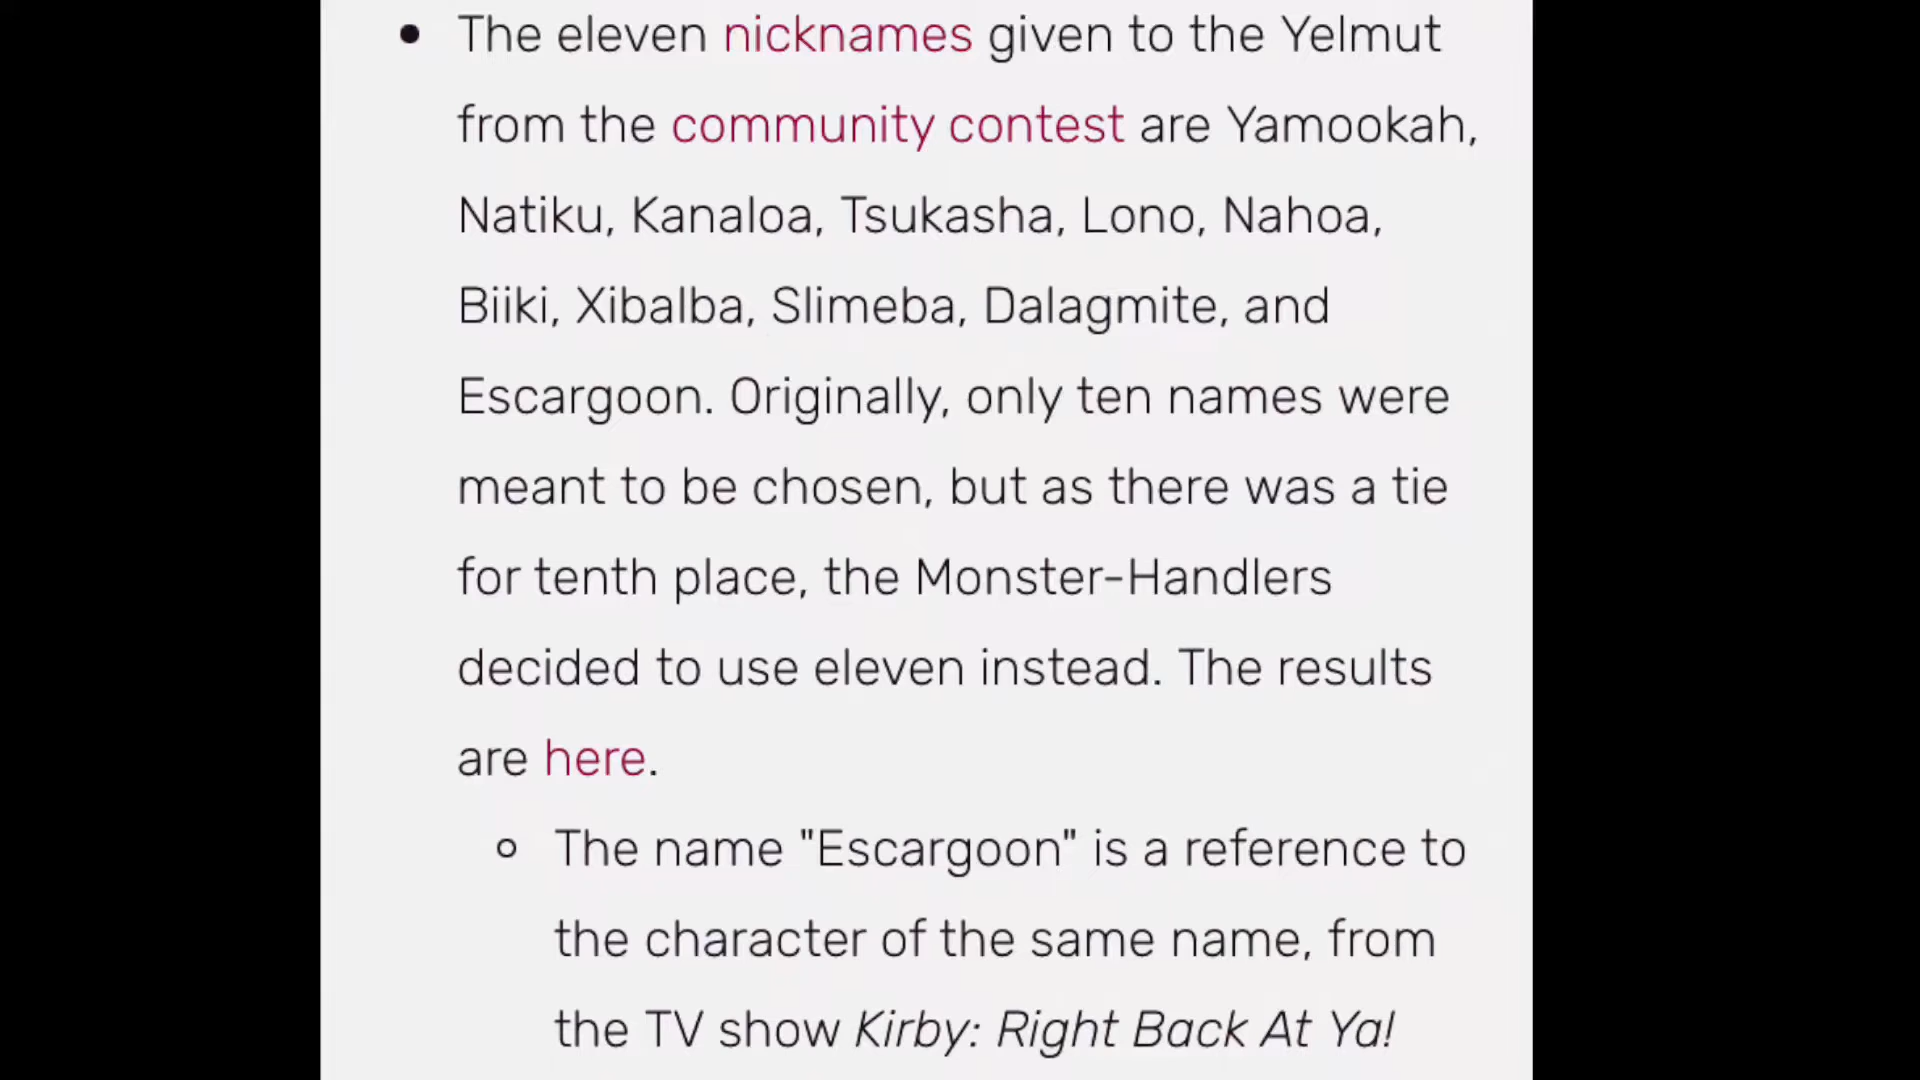 • The eleven nicknames given to the Yelmut
from the community contest are Yamookah,
Natiku, Kanaloa, Tsukasha, Lono, Nahoa,
Biiki, Xibalba, Slimeba, Dalagmite, and
Escargoon. Originally, only ten names were
meant to be chosen, but as there was a tie
for tenth place, the Monster-Handlers
decided to use eleven instead. The results
are here.
○ The name "Escargoon" is a reference to
the character of the same name, from
the TV show Kirby: Right Back At Ya!